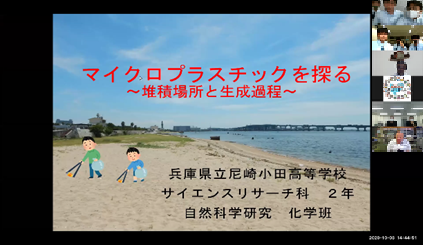 マイクロプラスチックを探る
～堆積場所と生成過程～
兵庫県立尼崎小田高等学校
サイエンスリサーチ科　２年
自然科学研究　化学班